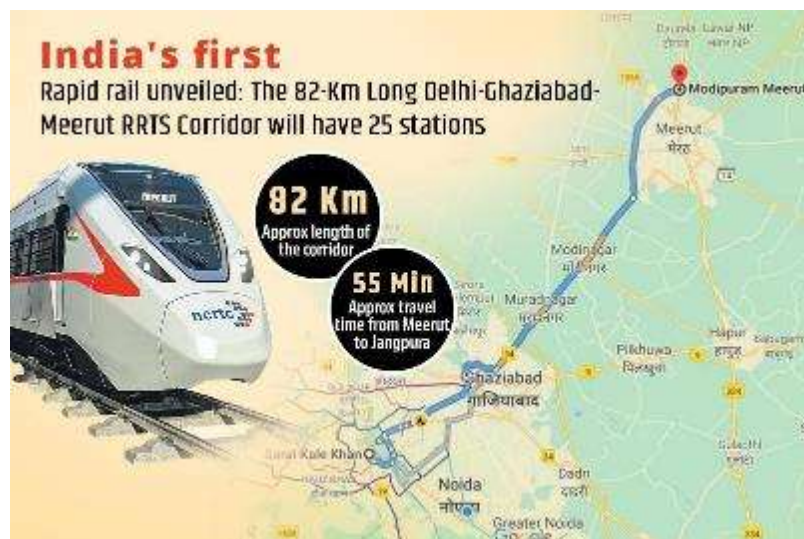 India's first
Rapid rail unveiled: The 82-Km Long Delhi-Ghaziabad-
Meerut RRTS Corridor will have 25 stations
82 Km
Approx length of
the corridor
55 Min
Approx travel
time from Meerut
to Jangpura
ncrtc
Modipuram Meerut
Meerut
मेरठ
Modinagar
Muradnagar
Ghaziabad
गाज़ियाबाद
Hapur
हापुड़
Pilkhuwa
Sarai Kale Khan
Noida
नोएडा
Dadri
दादरी
Greater Noida